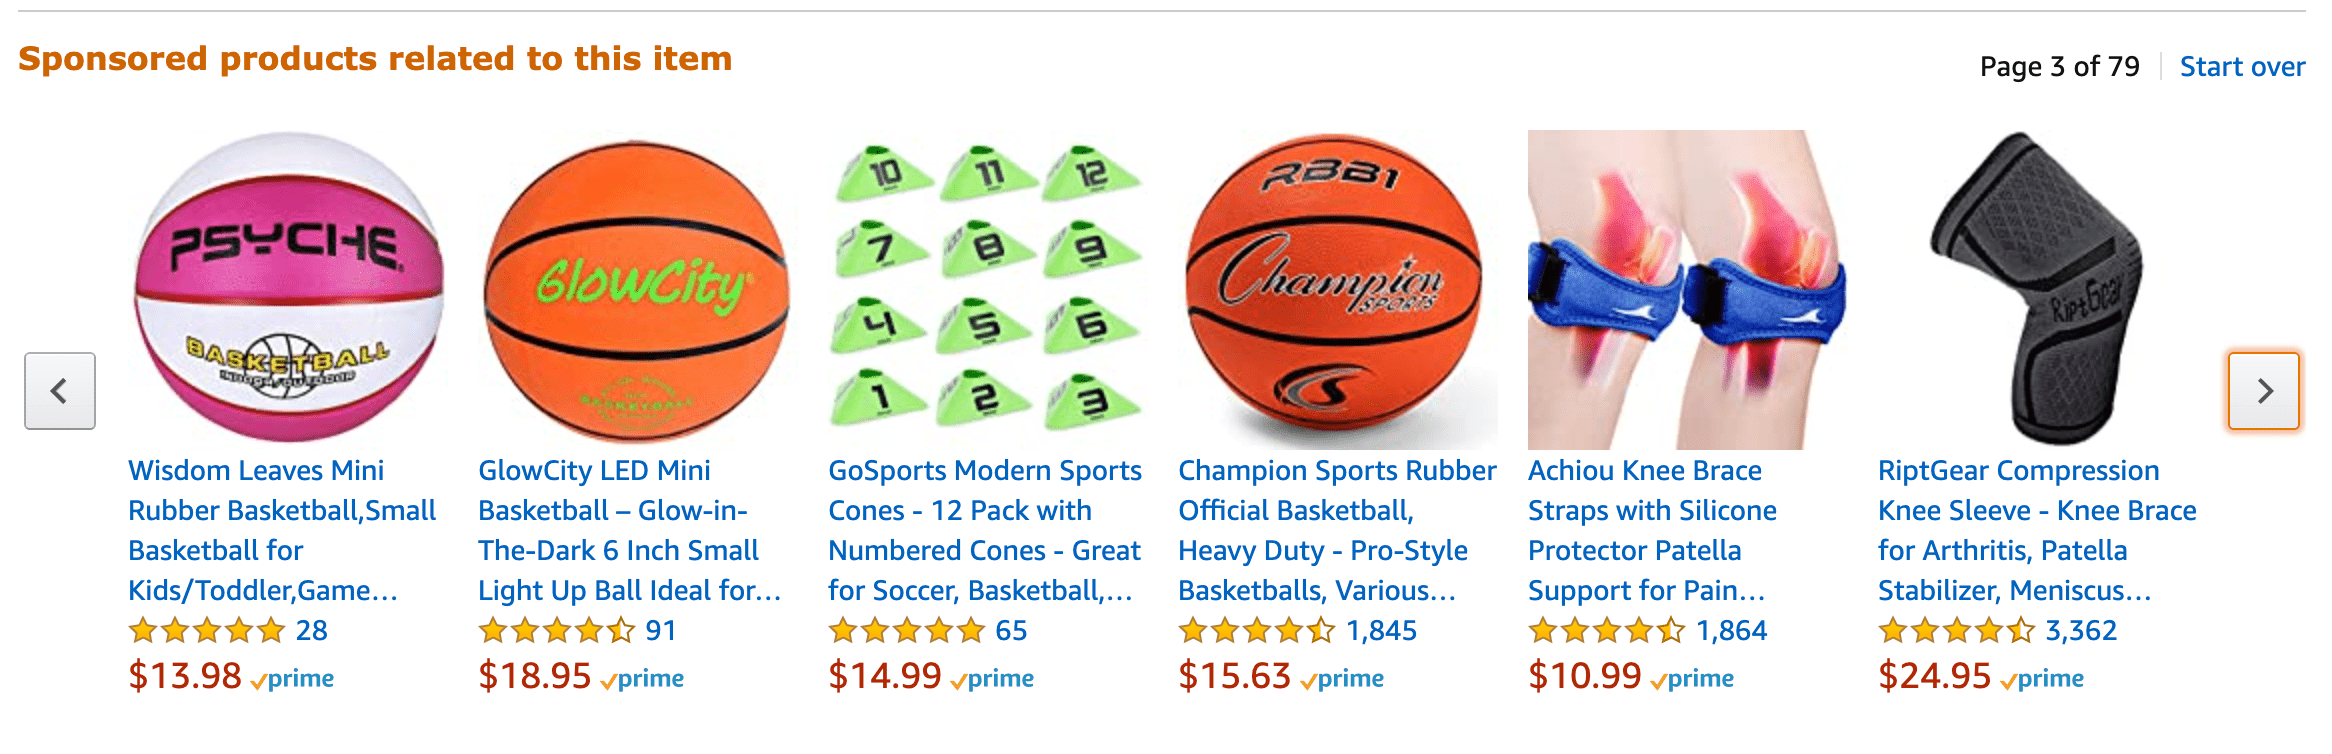 Sponsored products related to this item
Page 3 of 79
Start over
PSYCHE
BASKETBALL
INDOOR/OUTDOOR
GlowCity
BASKETBALL
10 11 12
7 8 9
4 5 6
1 2 3
RBB1
Champion
SPORTS
RiptGear
Wisdom Leaves Mini
Rubber Basketball,Small
Basketball for
Kids/Toddler,Game...
28
$13.98 prime
GlowCity LED Mini
Basketball – Glow-in-
The-Dark 6 Inch Small
Light Up Ball Ideal for...
91
$18.95 prime
GoSports Modern Sports
Cones - 12 Pack with
Numbered Cones - Great
for Soccer, Basketball,...
65
$14.99 prime
Champion Sports Rubber
Official Basketball,
Heavy Duty - Pro-Style
Basketballs, Various...
1,845
$15.63 prime
Achiou Knee Brace
Straps with Silicone
Protector Patella
Support for Pain...
1,864
$10.99 prime
RiptGear Compression
Knee Sleeve - Knee Brace
for Arthritis, Patella
Stabilizer, Meniscus...
3,362
$24.95 prime